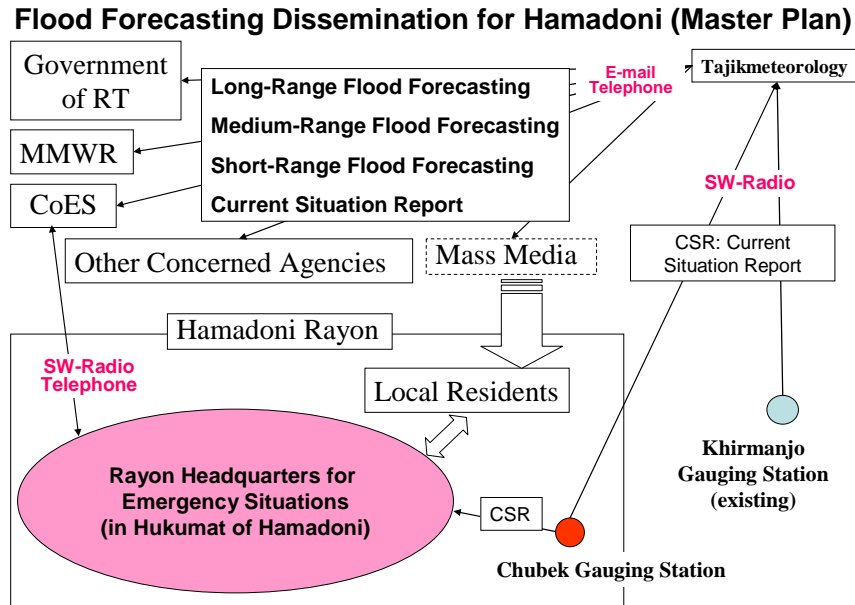 Flood Forecasting Dissemination for Hamadoni (Master Plan)
Government
of RT
Long-Range Flood Forecasting
Medium-Range Flood Forecasting
Short-Range Flood Forecasting
Current Situation Report
E-mail
Telephone
Tajikmeteorology
MMWR
CoES
SW-Radio
Other Concerned Agencies
Mass Media
CSR: Current
Situation Report
Hamadoni Rayon
SW-Radio
Telephone
Local Residents
Khirmanjo
Gauging Station
(existing)
Rayon Headquarters for
Emergency Situations
(in Hukumat of Hamadoni)
CSR
Chubek Gauging Station